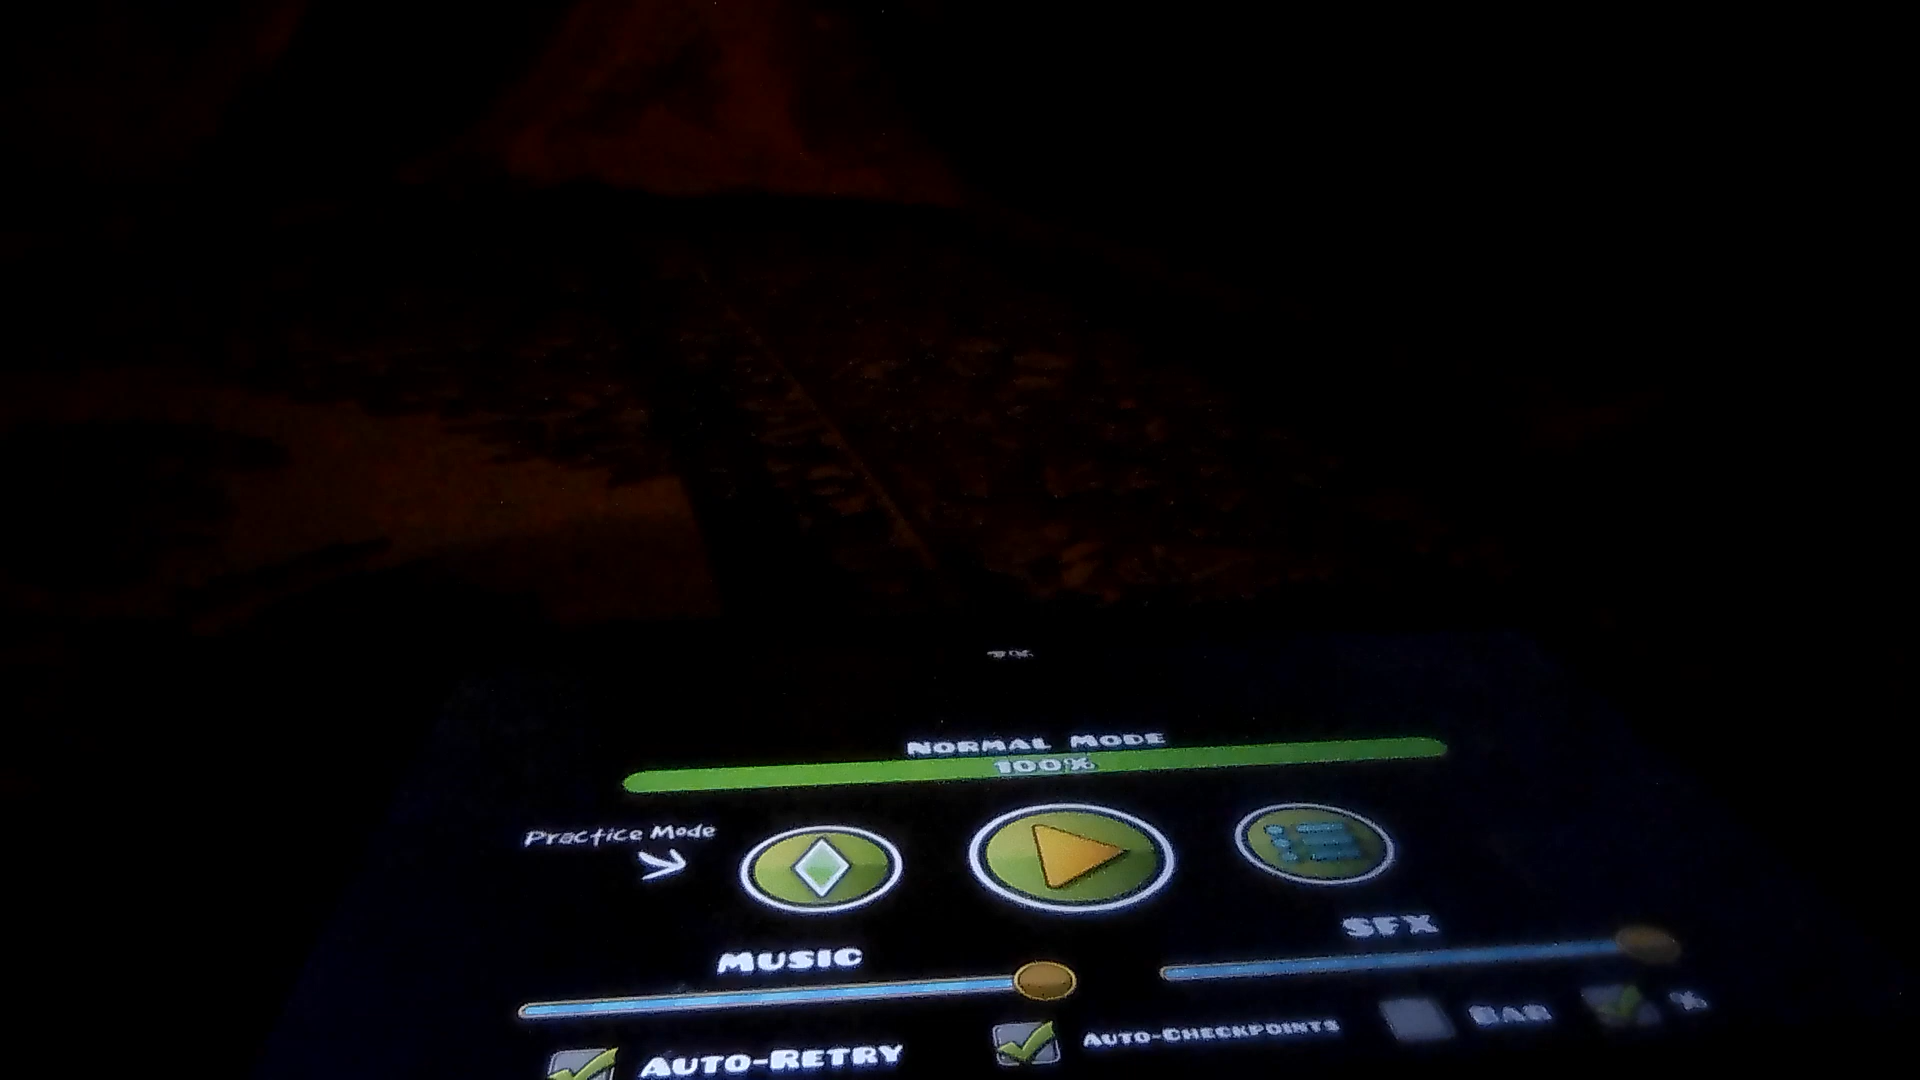 Normal Mode
100%
Practice Mode
Music
SFX
Auto-Retry
Auto-Checkpoints
Bar
%